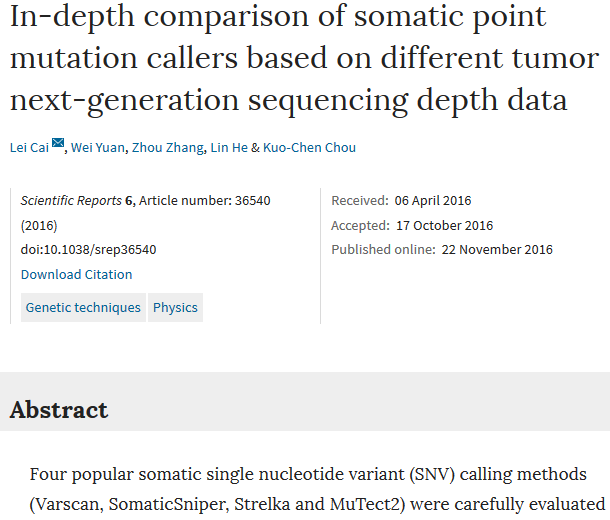 In-depth comparison of somatic point
mutation callers based on different tumor
next-generation sequencing depth data
Lei Cai, Wei Yuan, Zhou Zhang, Lin He & Kuo-Chen Chou
Scientific Reports 6, Article number: 36540
(2016)
doi:10.1038/srep36540
Download Citation
Genetic techniques Physics
Received: 06 April 2016
Accepted: 17 October 2016
Published online: 22 November 2016
Abstract
Four popular somatic single nucleotide variant (SNV) calling methods
(Varscan, SomaticSniper, Strelka and MuTect2) were carefully evaluated